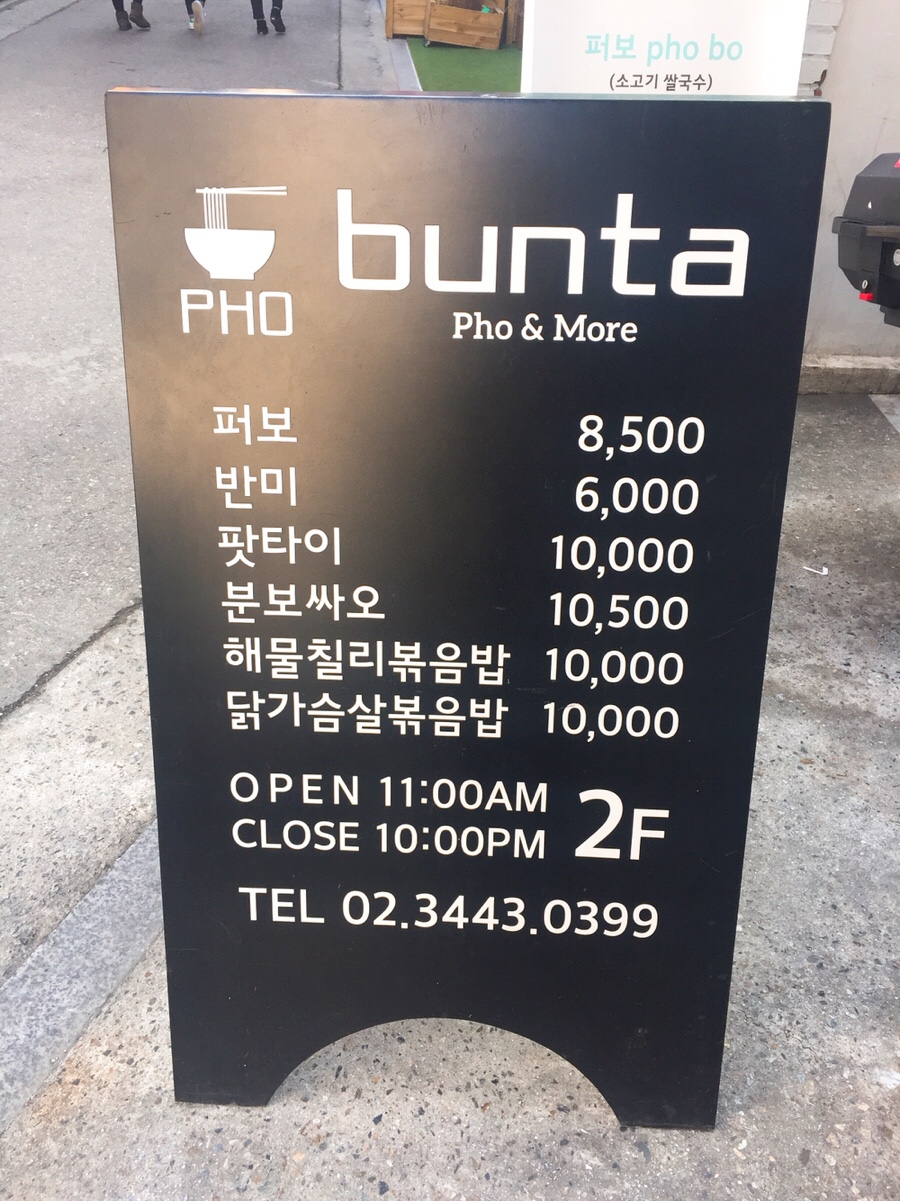 퍼보 pho bo
(소고기 쌀국수)
PHO
bunta
Pho & More
퍼보 8,500
반미 6,000
팟타이 10,000
분보싸오 10,500
해물칠리볶음밥 10,000
닭가슴살볶음밥 10,000
OPEN 11:00AM
CLOSE 10:00PM
2F
TEL 02.3443.0399